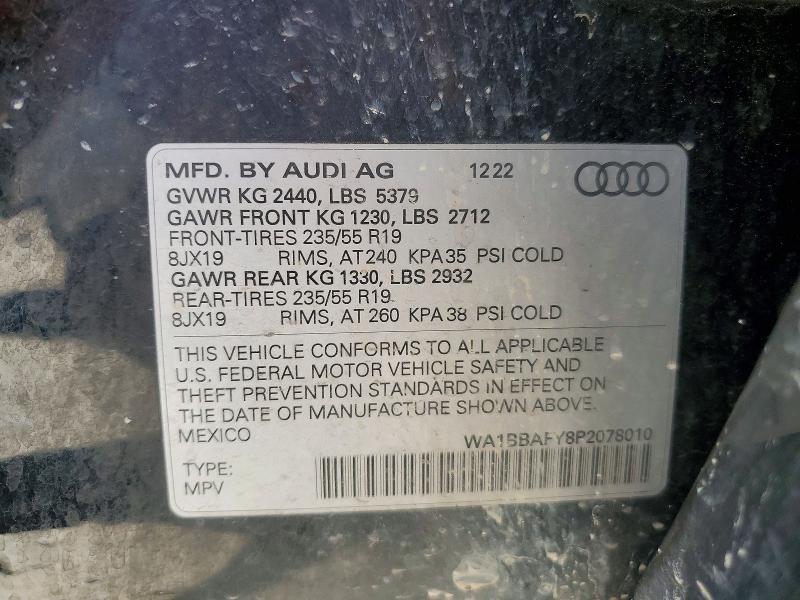 MFD. BY AUDI AG 12 22
GVWR KG 2440, LBS 5379
GAWR FRONT KG 1230, LBS 2712
FRONT-TIRES 235/55 R19
8JX19 RIMS, AT 240 KPA 35 PSI COLD
GAWR REAR KG 1330, LBS 2932
REAR-TIRES 235/55 R19
8JX19 RIMS, AT 260 KPA 38 PSI COLD
THIS VEHICLE CONFORMS TO ALL APPLICABLE
U.S. FEDERAL MOTOR VEHICLE SAFETY AND
THEFT PREVENTION STANDARDS IN EFFECT ON
THE DATE OF MANUFACTURE SHOWN ABOVE.
MEXICO WA1BBAFY8P2078010
TYPE:
MPV